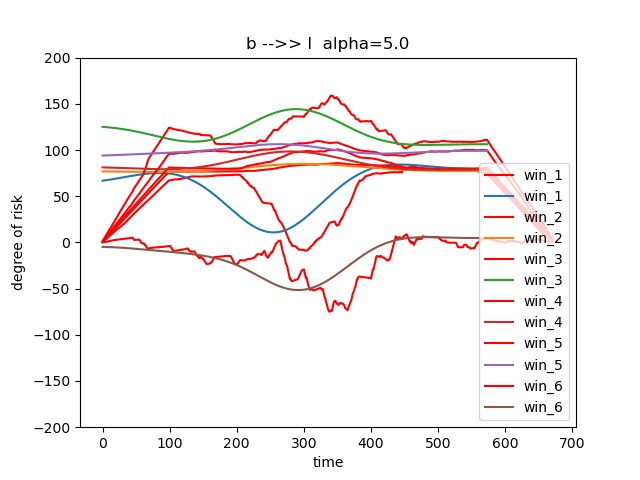 b -->> l  alpha=5.0
degree of risk
200
150
100
50
0
−50
−100
−150
−200
0 100 200 300 400 500 600 700
time
win_1
win_1
win_2
win_2
win_3
win_3
win_4
win_4
win_5
win_5
win_6
win_6